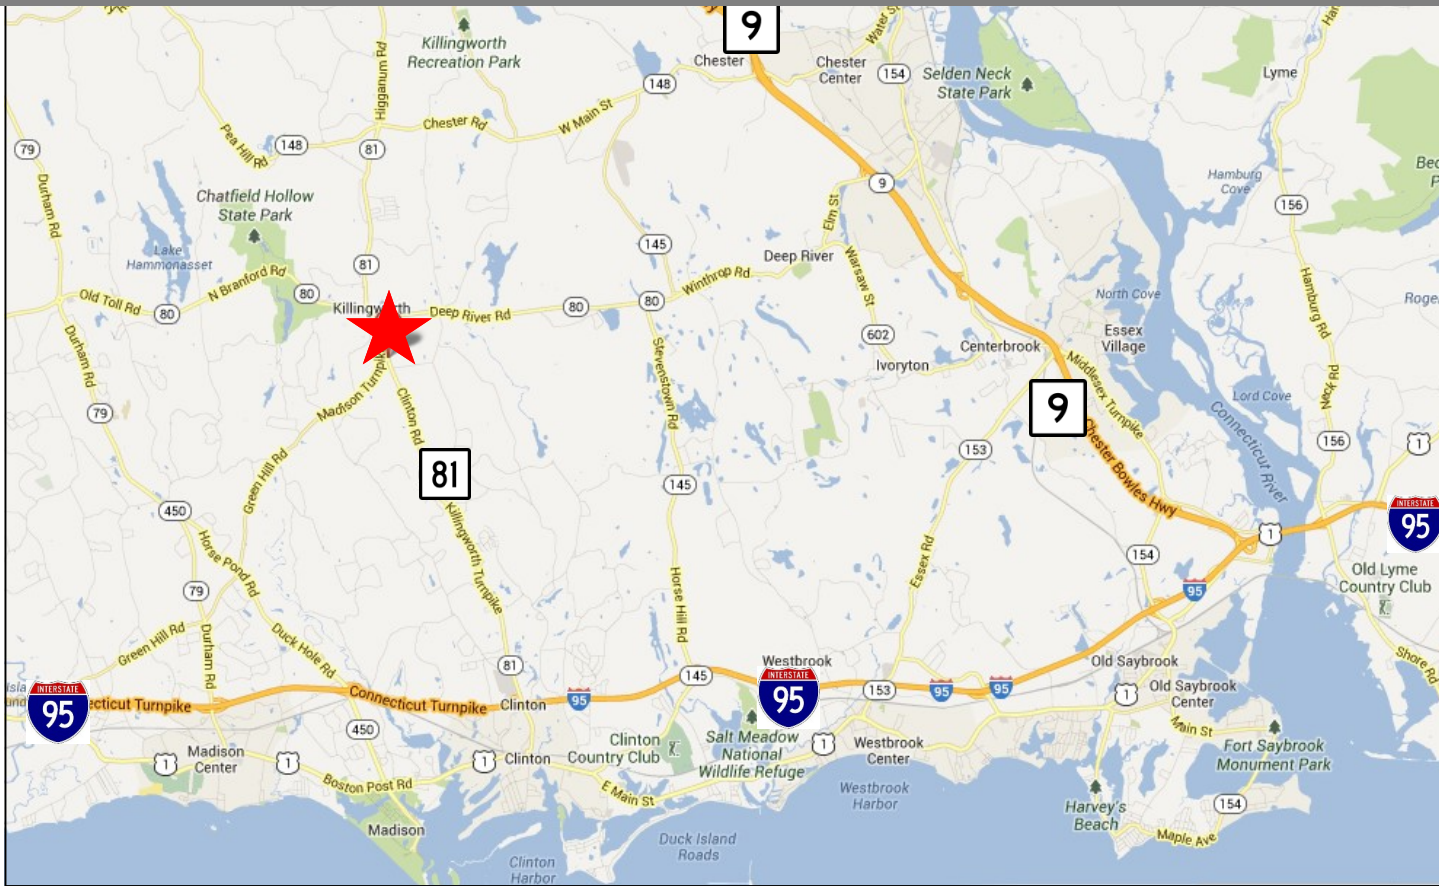 9
Killingworth
Recreation Park
Higganum Rd
Chester
Chester
Center
Water St
154
Selden Neck
State Park
Lyme
148
Chester Rd
W Main St
Pea Hill Rd
148
81
79
9
Hamburg
Cove
156
Durham Rd
Chatfield Hollow
State Park
Elm St
Lake
Hammonasset
145
Deep River
Warsaw St
81
N Branford Rd
80
Old Toll Rd
80
Killingworth
Deep River Rd
80
80
Winthrop Rd
North Cove
Hamburg Rd
Essex
Village
602
Centerbrook
Ivoryton
Durham Rd
Stevenstown Rd
Middlesex Turnpike
Madison Turnpike
Clinton Rd
79
9
Lord Cove
Neck Rd
Connecticut River
156
1
Chester Bowles Hwy
153
81
Green Hill Rd
145
450
Killingworth Turnpike
Horse Pond Rd
1
INTERSTATE
95
154
Essex Rd
Old Lyme
Country Club
79
95
Horse Hill Rd
Green Hill Rd
Durham Rd
Duck Hole Rd
81
Westbrook
145
INTERSTATE
95
153
95
95
Old Saybrook
Shore Rd
INTERSTATE
95
ecticut Turnpike
Connecticut Turnpike
Clinton
95
1
Old Saybrook
Center
Main St
450
Clinton
Country Club
Salt Meadow
National
Wildlife Refuge
1
Westbrook
Center
Fort Saybrook
Monument Park
Madison
Center
1
1
1
Clinton
Boston Post Rd
E Main St
Westbrook
Harbor
Harvey's
Beach
154
Madison
Duck Island
Roads
Maple Ave
Clinton
Harbor